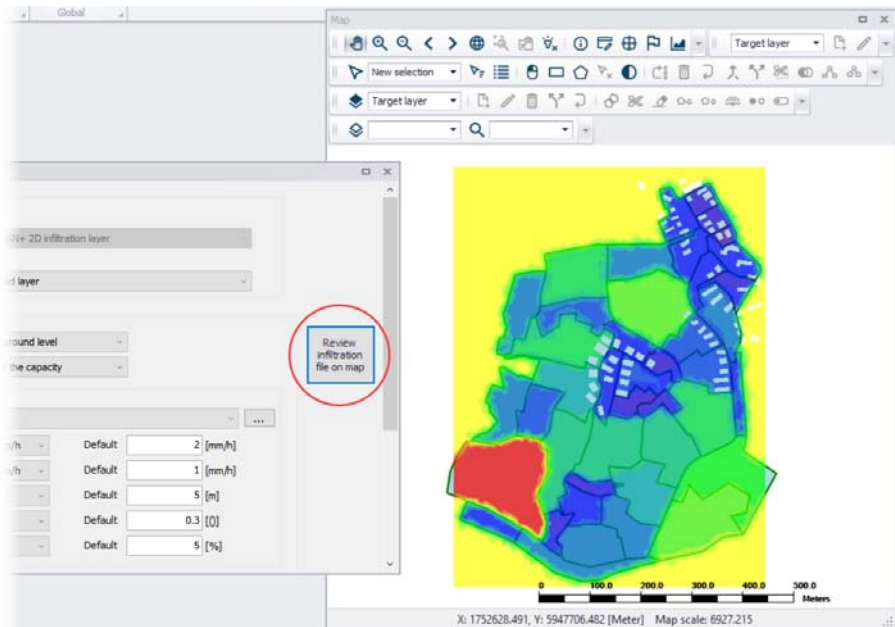 Global
Map
Target layer
New selection
Target layer
2D infiltration layer
layer
ground level
the capacity
Review
infiltration
file on map
...
Default 2 [mm/h]
Default 1 [mm/h]
Default 5 [m]
Default 0.3 [()]
Default 5 [%]
0 100.0 200.0 300.0 400.0 500.0
Meters
X: 1752628.491, Y: 5947706.482 [Meter] Map scale: 6927.215